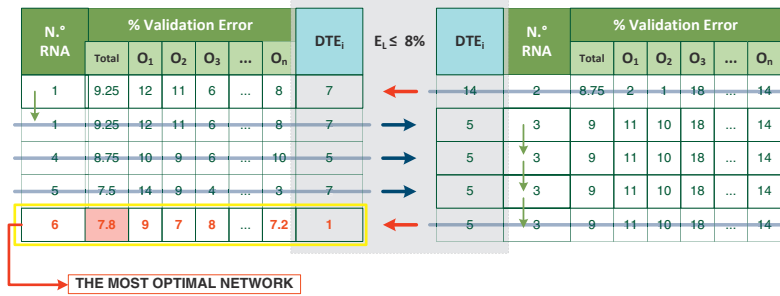 N.° RNA % Validation Error DTEi EL ≤ 8% DTEi N.° RNA % Validation Error
Total O1 O2 O3 ... On Total O1 O2 O3 ... On
1 9.25 12 11 6 ... 8 7 14 2 8.75 2 1 18 ... 14
1 9.25 12 11 6 ... 8 7 5 3 9 11 10 18 ... 14
4 8.75 10 9 6 ... 10 5 5 3 9 11 10 18 ... 14
5 7.5 14 9 4 ... 3 7 5 3 9 11 10 18 ... 14
6 7.8 9 7 8 ... 7.2 1 5 3 9 11 10 18 ... 14
THE MOST OPTIMAL NETWORK